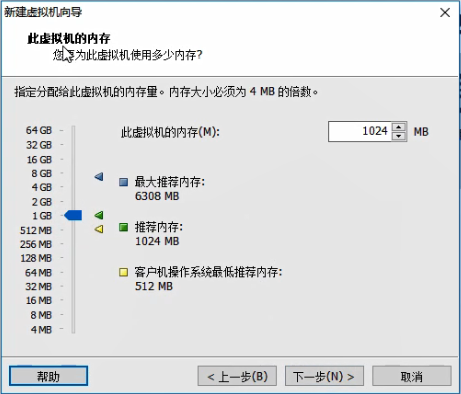 新建虚拟机向导
此虚拟机的内存
您要为此虚拟机使用多少内存?
指定分配给此虚拟机的内存量。内存大小必须为 4 MB 的倍数。
64 GB
32 GB
16 GB
8 GB
4 GB
2 GB
1 GB
512 MB
256 MB
128 MB
64 MB
32 MB
16 MB
8 MB
4 MB
此虚拟机的内存(M): 1024 MB
最大推荐内存:
6308 MB
推荐内存:
1024 MB
客户机操作系统最低推荐内存:
512 MB
帮助 < 上一步(B) 下一步(N) > 取消